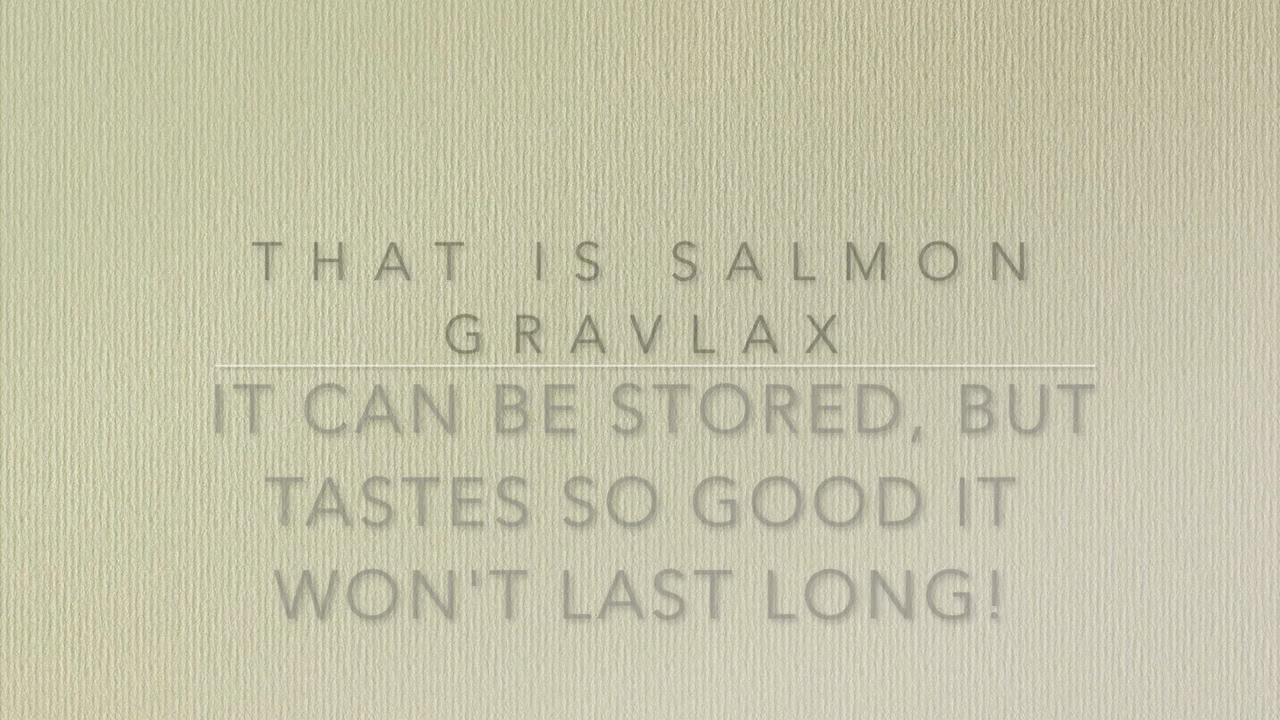 THAT IS SALMON
GRAVLAX
IT CAN BE STORED, BUT
TASTES SO GOOD IT
WON'T LAST LONG!